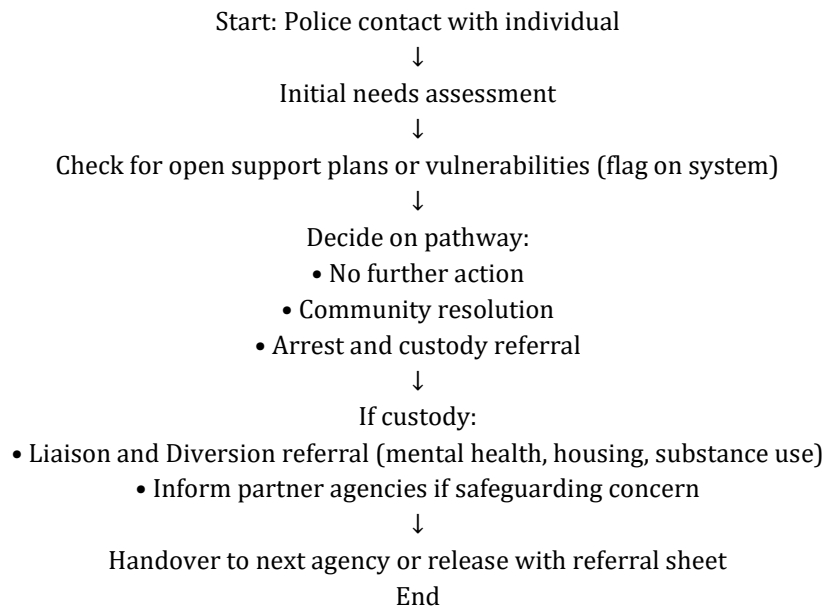 Start: Police contact with individual
↓
Initial needs assessment
↓
Check for open support plans or vulnerabilities (flag on system)
↓
Decide on pathway:
• No further action
• Community resolution
• Arrest and custody referral
↓
If custody:
• Liaison and Diversion referral (mental health, housing, substance use)
• Inform partner agencies if safeguarding concern
↓
Handover to next agency or release with referral sheet
End